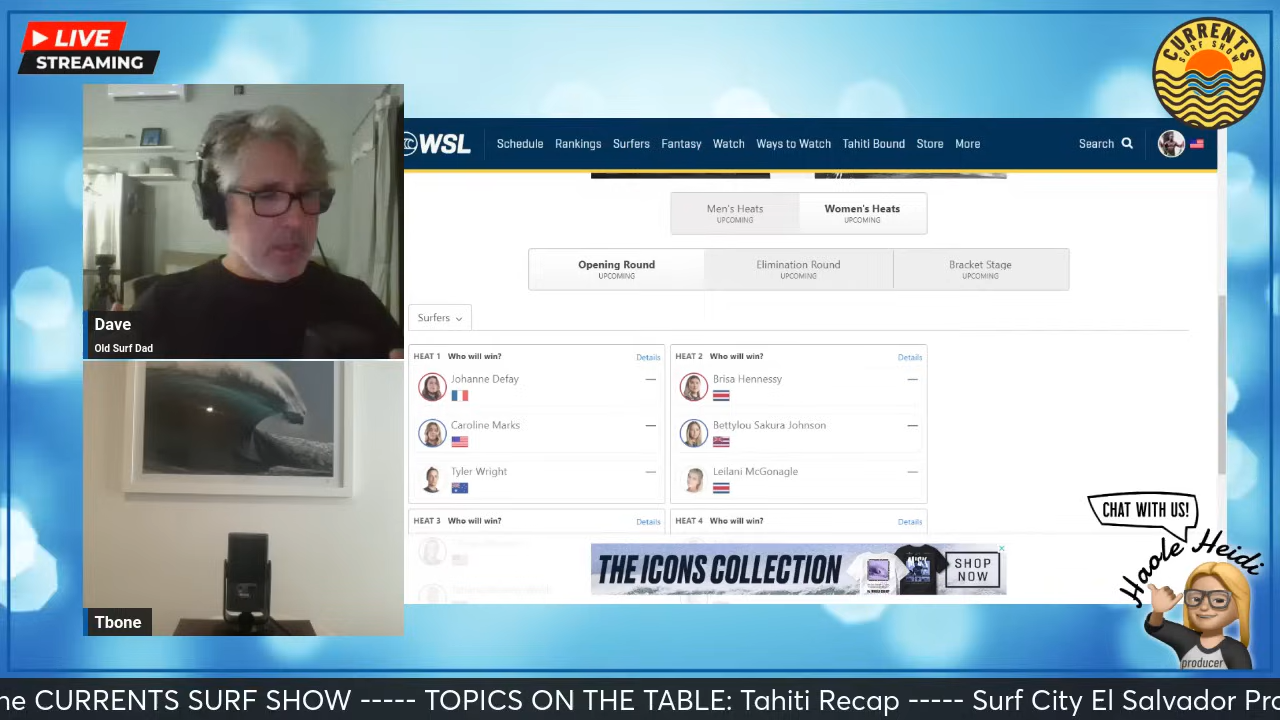 LIVE
STREAMING
CURRENTS
SURF SHOW
WSL
Schedule Rankings Surfers Fantasy Watch Ways to Watch Tahiti Bound Store More Search
Men's Heats Women's Heats
UPCOMING UPCOMING
Opening Round Elimination Round Bracket Stage
UPCOMING UPCOMING UPCOMING
Surfers
HEAT 1 Who will win? Details HEAT 2 Who will win? Details
Johanne Defay — Brisa Hennessy —
Caroline Marks — Bettylou Sakura Johnson —
Tyler Wright — Leilani McGonagle —
HEAT 3 Who will win? Details HEAT 4 Who will win? Details
THE ICONS COLLECTION SHOP NOW
Dave
Old Surf Dad
Tbone
CHAT WITH US!
Haole Heidi
producer
he CURRENTS SURF SHOW ----- TOPICS ON THE TABLE: Tahiti Recap ----- Surf City El Salvador Pro